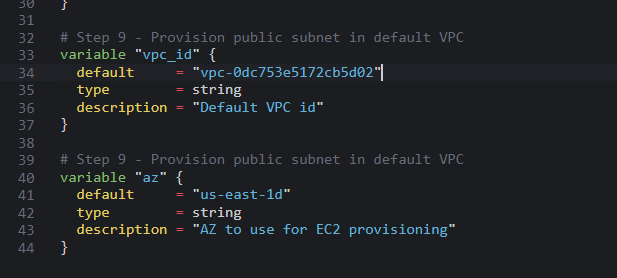 30 }
31
32 # Step 9 - Provision public subnet in default VPC
33 variable "vpc_id" {
34   default     = "vpc-0dc753e5172cb5d02"
35   type        = string
36   description = "Default VPC id"
37 }
38
39 # Step 9 - Provision public subnet in default VPC
40 variable "az" {
41   default     = "us-east-1d"
42   type        = string
43   description = "AZ to use for EC2 provisioning"
44 }